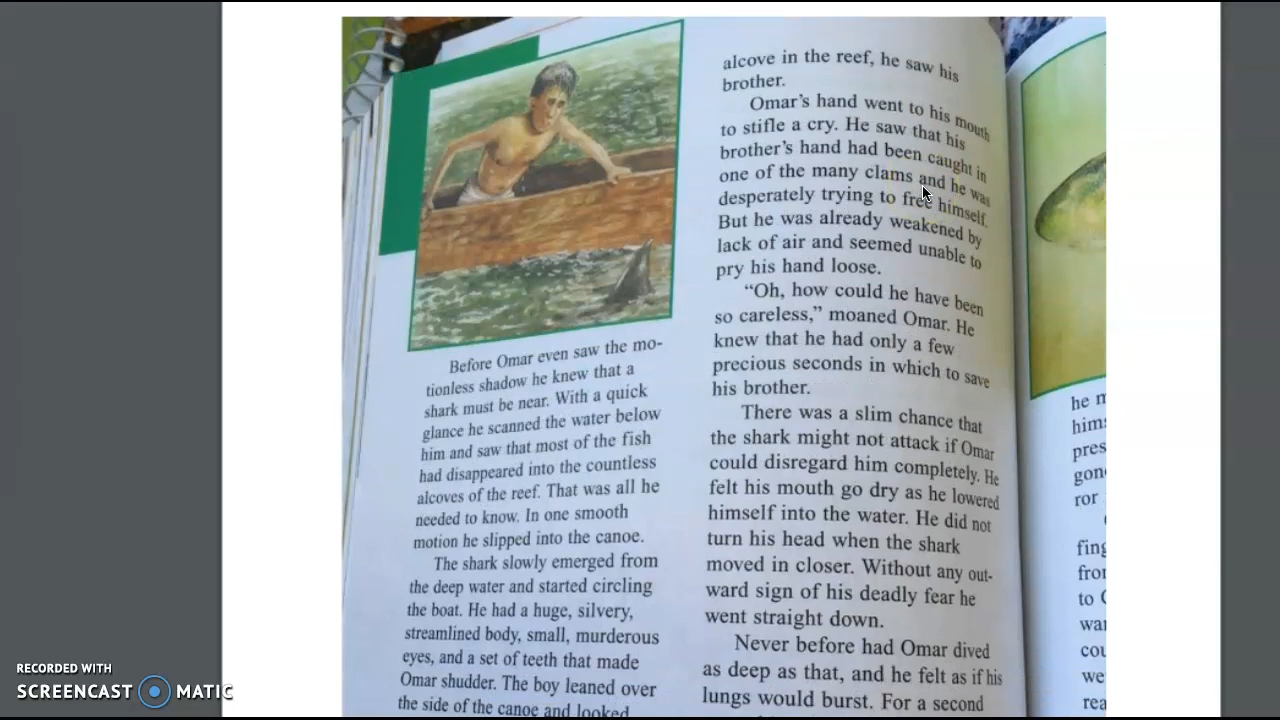 Before Omar even saw the mo-
tionless shadow he knew that a
shark must be near. With a quick
glance he scanned the water below
him and saw that most of the fish
had disappeared into the countless
alcoves of the reef. That was all he
needed to know. In one smooth
motion he slipped into the canoe.
The shark slowly emerged from
the deep water and started circling
the boat. He had a huge, silvery,
streamlined body, small, murderous
eyes, and a set of teeth that made
Omar shudder. The boy leaned over
the side of the canoe and looked
alcove in the reef, he saw his
brother.
Omar's hand went to his mouth
to stifle a cry. He saw that his
brother's hand had been caught in
one of the many clams and he was
desperately trying to free himself.
But he was already weakened by
lack of air and seemed unable to
pry his hand loose.
“Oh, how could he have been
so careless,” moaned Omar. He
knew that he had only a few
precious seconds in which to save
his brother.
There was a slim chance that
the shark might not attack if Omar
could disregard him completely. He
felt his mouth go dry as he lowered
himself into the water. He did not
turn his head when the shark
moved in closer. Without any out-
ward sign of his deadly fear he
went straight down.
Never before had Omar dived
as deep as that, and he felt as if his
lungs would burst. For a second
he
ror
to
we
RECORDED WITH
SCREENCAST MATIC